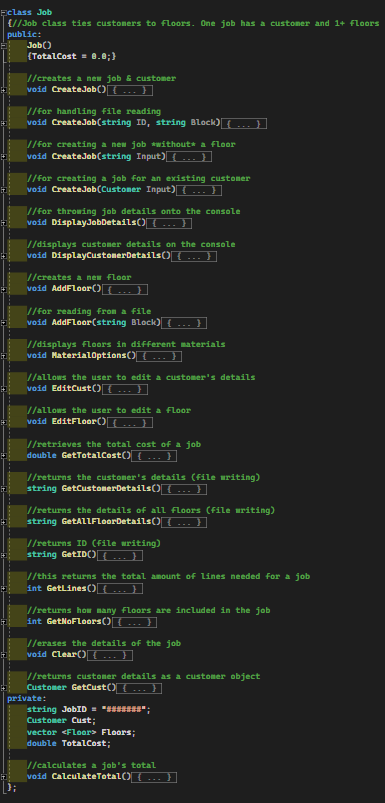 class Job
{//Job class ties customers to floors. One job has a customer and 1+ floors
public:
Job()
{TotalCost = 0.0;}
//creates a new job & customer
void CreateJob(){ ... }
//for handling file reading
void CreateJob(string ID, string Block){ ... }
//for creating a new job *without* a floor
void CreateJob(string Input){ ... }
//for creating a job for an existing customer
void CreateJob(Customer Input){ ... }
//for throwing job details onto the console
void DisplayJobDetails(){ ... }
//displays customer details on the console
void DisplayCustomerDetails(){ ... }
//creates a new floor
void AddFloor(){ ... }
//for reading from a file
void AddFloor(string Block){ ... }
//displays floors in different materials
void MaterialOptions(){ ... }
//allows the user to edit a customer's details
void EditCust(){ ... }
//allows the user to edit a floor
void EditFloor(){ ... }
//retrieves the total cost of a job
double GetTotalCost(){ ... }
//returns the customer's details (file writing)
string GetCustomerDetails(){ ... }
//returns the details of all floors (file writing)
string GetAllFloorDetails(){ ... }
//returns ID (file writing)
string GetID(){ ... }
//this returns the total amount of lines needed for a job
int GetLines(){ ... }
//returns how many floors are included in the job
int GetNoFloors(){ ... }
//erases the details of the job
void Clear(){ ... }
//returns customer details as a customer object
Customer GetCust(){ ... }
private:
string JobID = "#######";
Customer Cust;
vector <Floor> Floors;
double TotalCost;
//calculates a job's total
void CalculateTotal(){ ... }
};